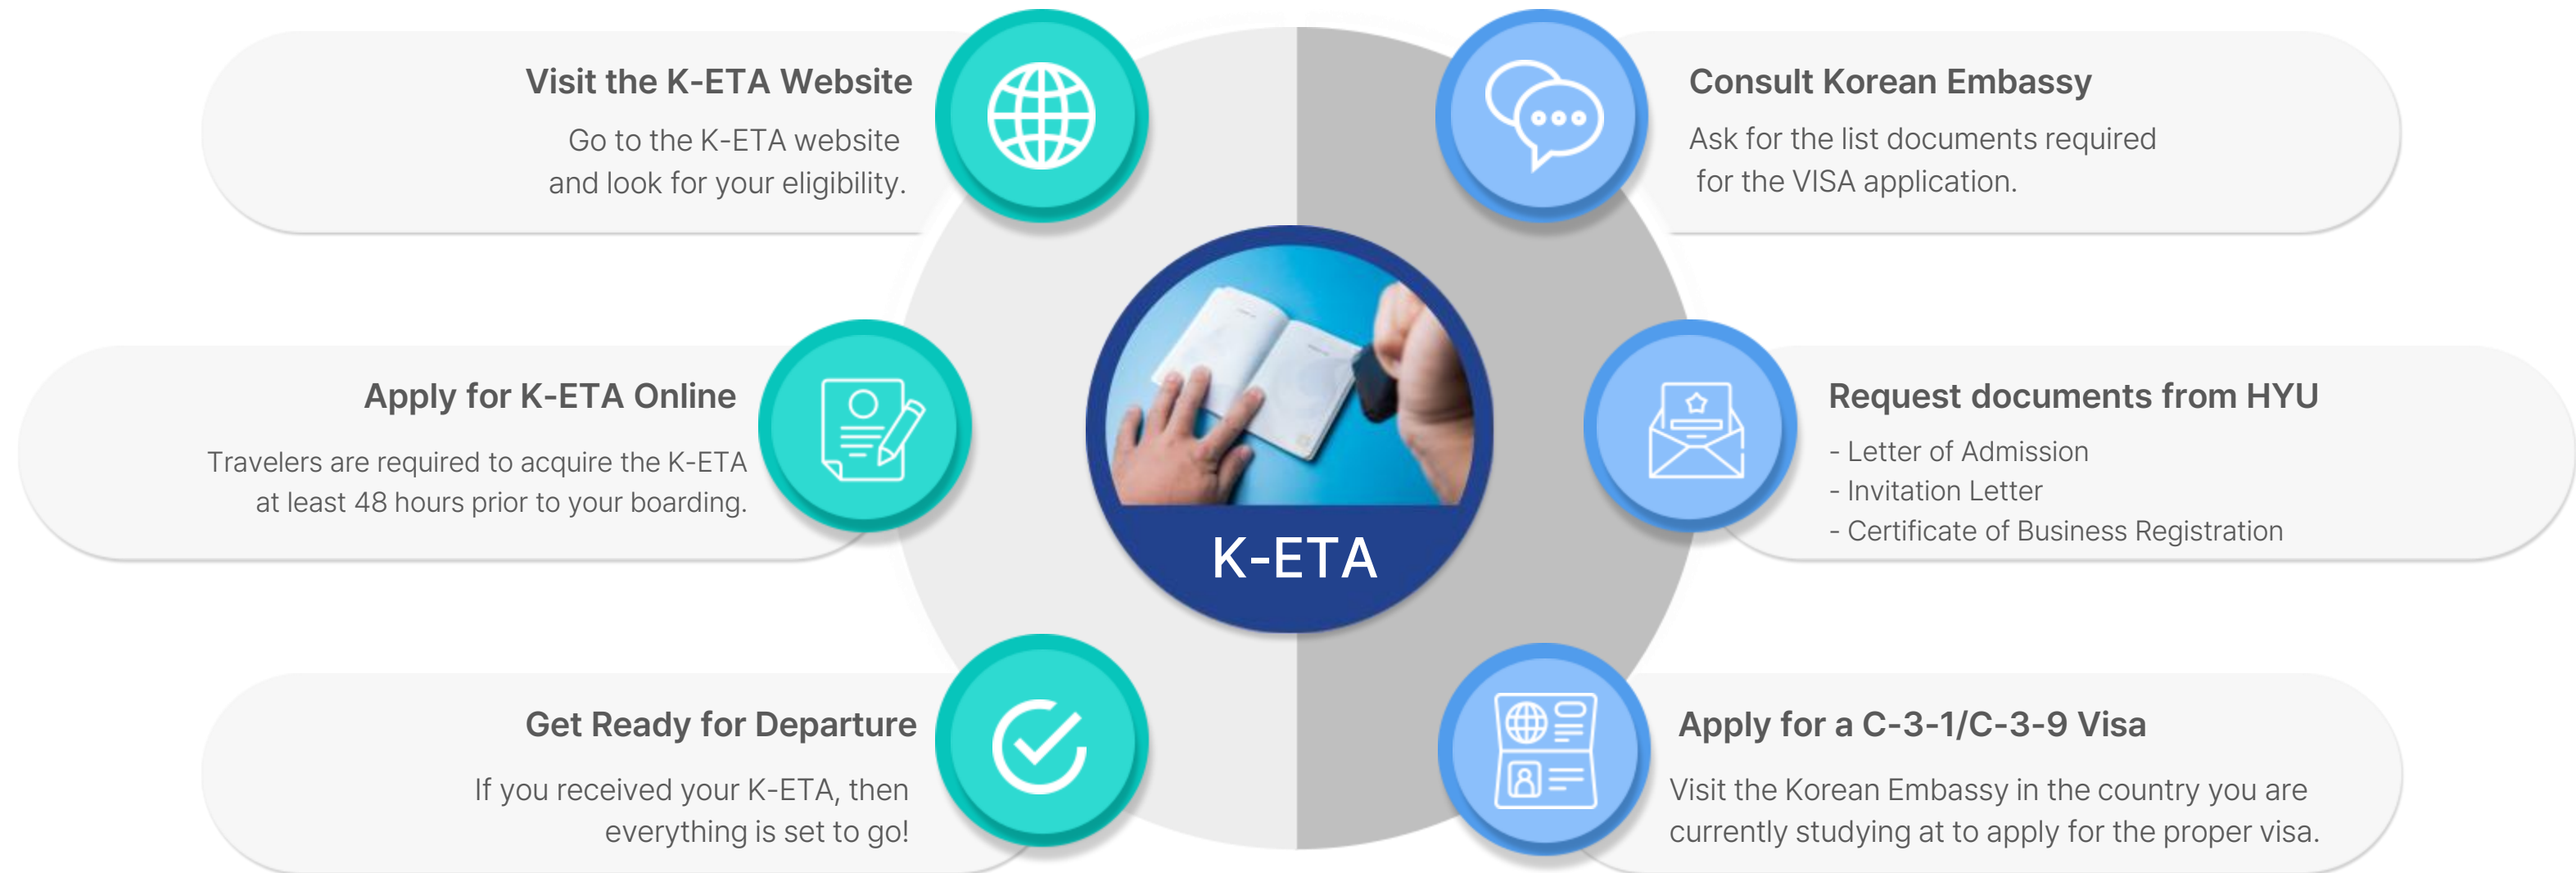 Visit the K-ETA Website
Go to the K-ETA website
and look for your eligibility.
Apply for K-ETA Online
Travelers are required to acquire the K-ETA
at least 48 hours prior to your boarding.
Get Ready for Departure
If you received your K-ETA, then
everything is set to go!
K-ETA
Consult Korean Embassy
Ask for the list documents required
for the VISA application.
Request documents from HYU
- Letter of Admission
- Invitation Letter
- Certificate of Business Registration
Apply for a C-3-1/C-3-9 Visa
Visit the Korean Embassy in the country you are
currently studying at to apply for the proper visa.